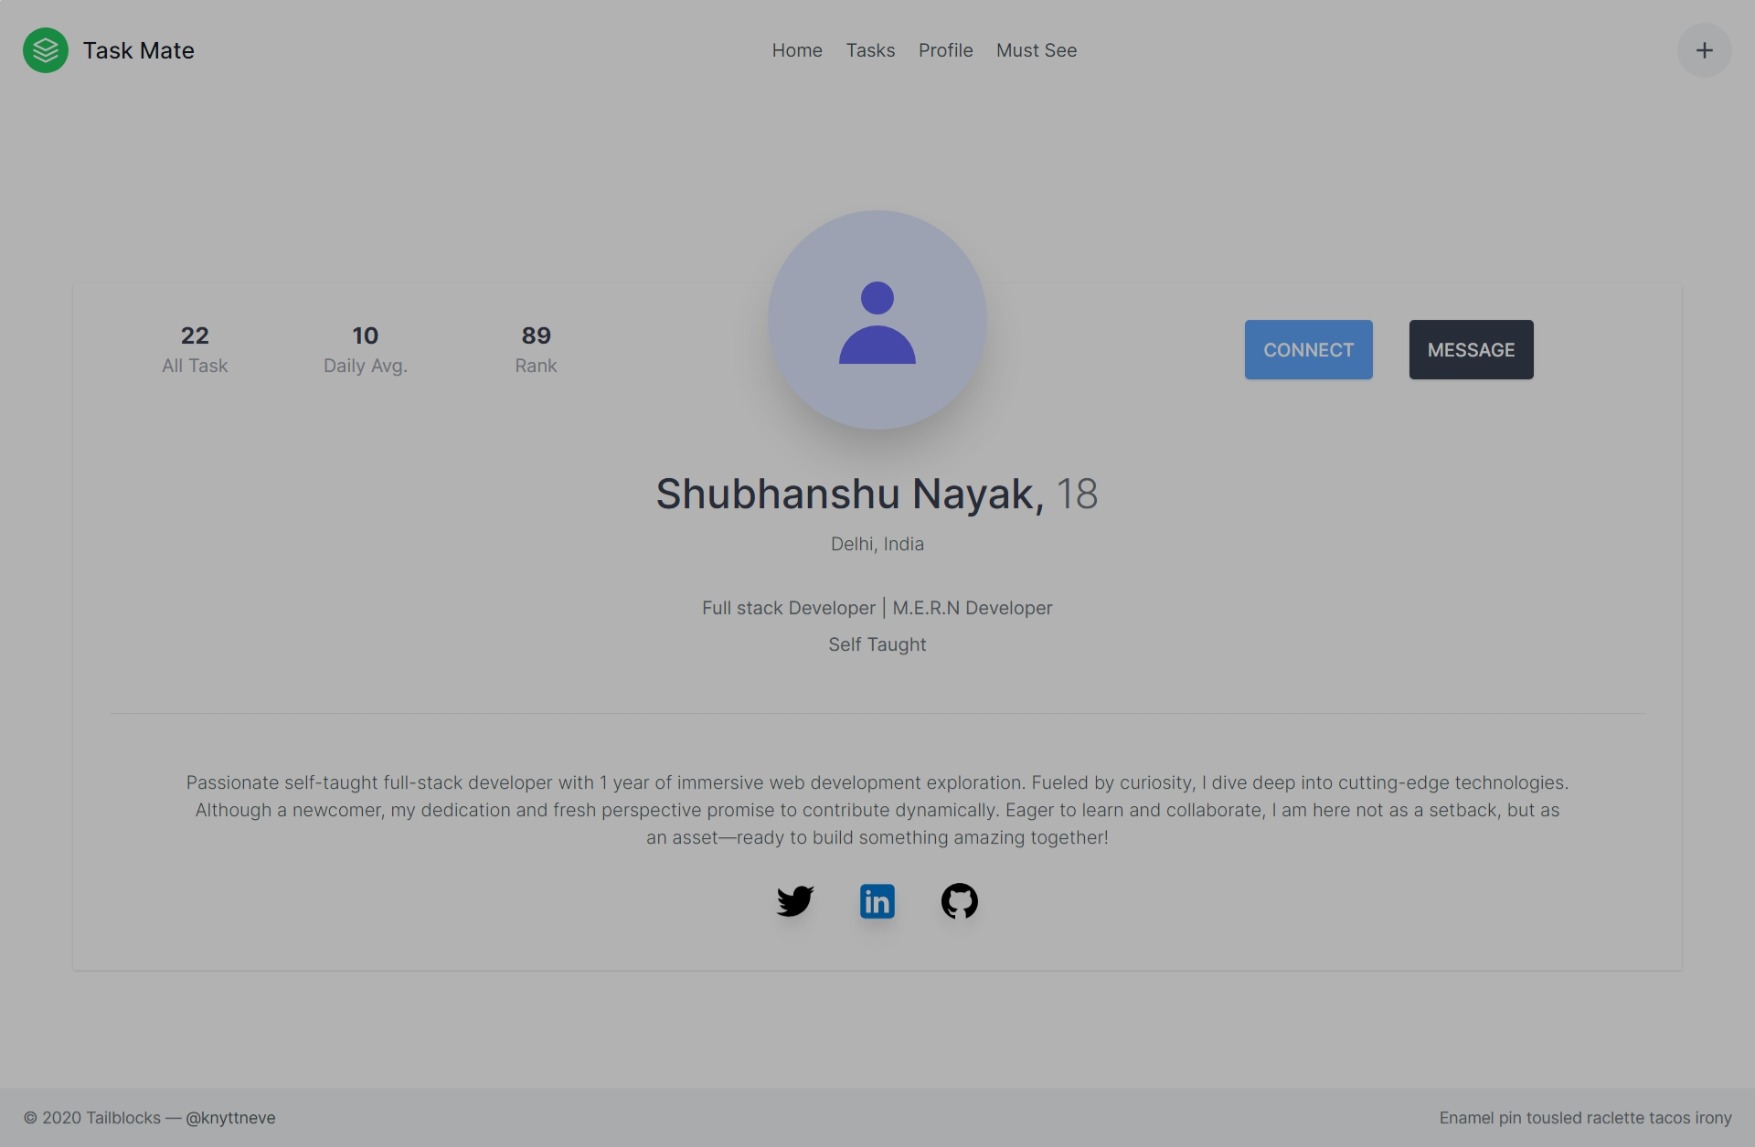 Task Mate
Home Tasks Profile Must See
+
22
All Task
10
Daily Avg.
89
Rank
CONNECT
MESSAGE
Shubhanshu Nayak, 18
Delhi, India
Full stack Developer | M.E.R.N Developer
Self Taught
Passionate self-taught full-stack developer with 1 year of immersive web development exploration. Fueled by curiosity, I dive deep into cutting-edge technologies.
Although a newcomer, my dedication and fresh perspective promise to contribute dynamically. Eager to learn and collaborate, I am here not as a setback, but as
an asset—ready to build something amazing together!
in
© 2020 Tailblocks — @knyttneve
Enamel pin tousled raclette tacos irony